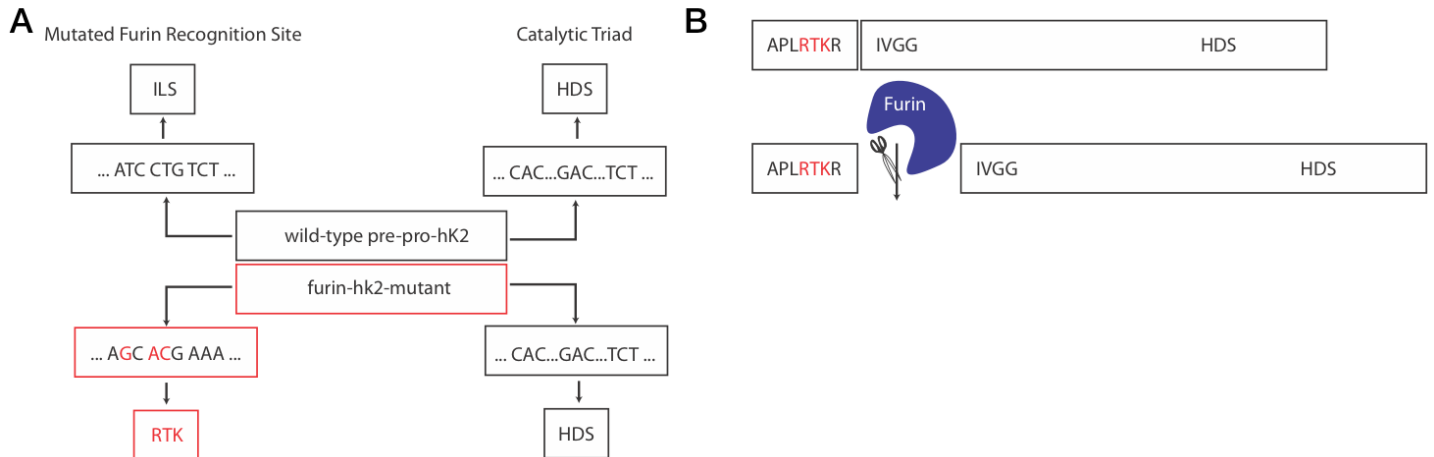 A
Mutated Furin Recognition Site
Catalytic Triad
ILS
HDS
... ATC CTG TCT ...
... CAC...GAC...TCT ...
wild-type pre-pro-hK2
furin-hk2-mutant
... AGC ACG AAA ...
... CAC...GAC...TCT ...
RTK
HDS
B
APLRTKR
IVGG
HDS
Furin
APLRTKR
IVGG
HDS